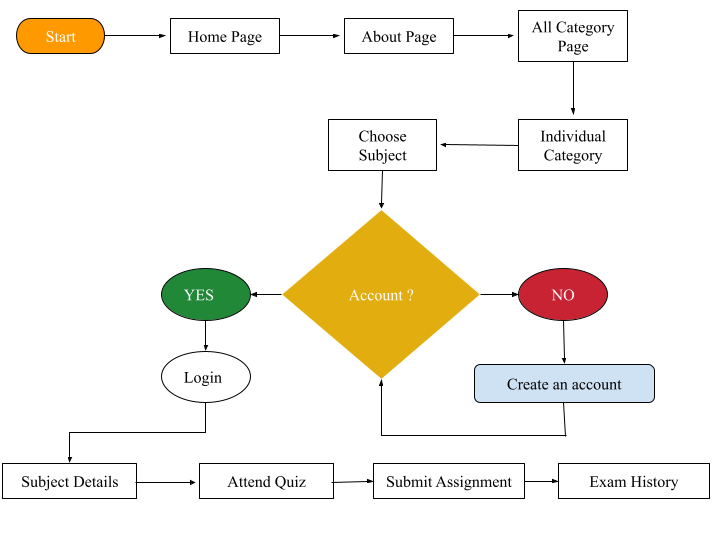 Start
Home Page
About Page
All Category
Page
Choose
Subject
Individual
Category
YES
Account ?
NO
Login
Create an account
Subject Details
Attend Quiz
Submit Assignment
Exam History